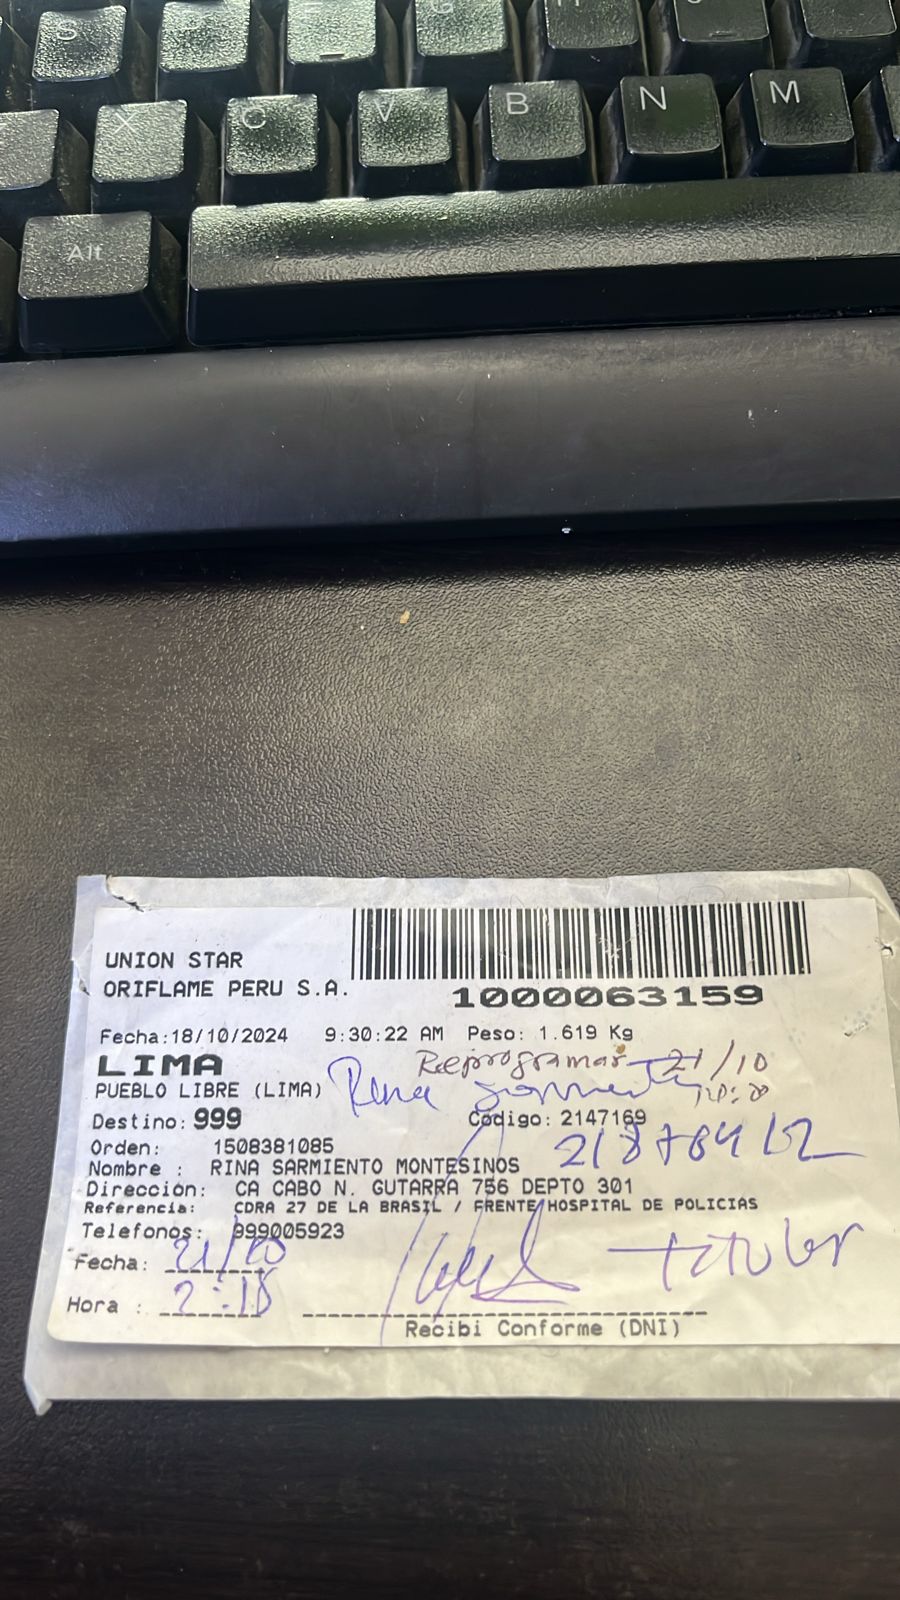 S
G
X C V B N M
Alt
UNION STAR
ORIFLAME PERU S.A.
1000063159
Fecha:18/10/2024 9:30:22 AM Peso: 1.619 Kg
LIMA
Reprogramar 21/10
PUEBLO LIBRE (LIMA) Rina
Destino: 999 Código: 2147169
Orden: 1508381085
Nombre : RINA SARMIENTO MONTESINOS
Dirección: CA CABO N. GUTARRA 756 DEPTO 301
Referencia: CDRA 27 DE LA BRASIL / FRENTE HOSPITAL DE POLICIAS
Telefonos: 999005923
Fecha: 21/10
titular
Hora : 2:18
Recibi Conforme (DNI)